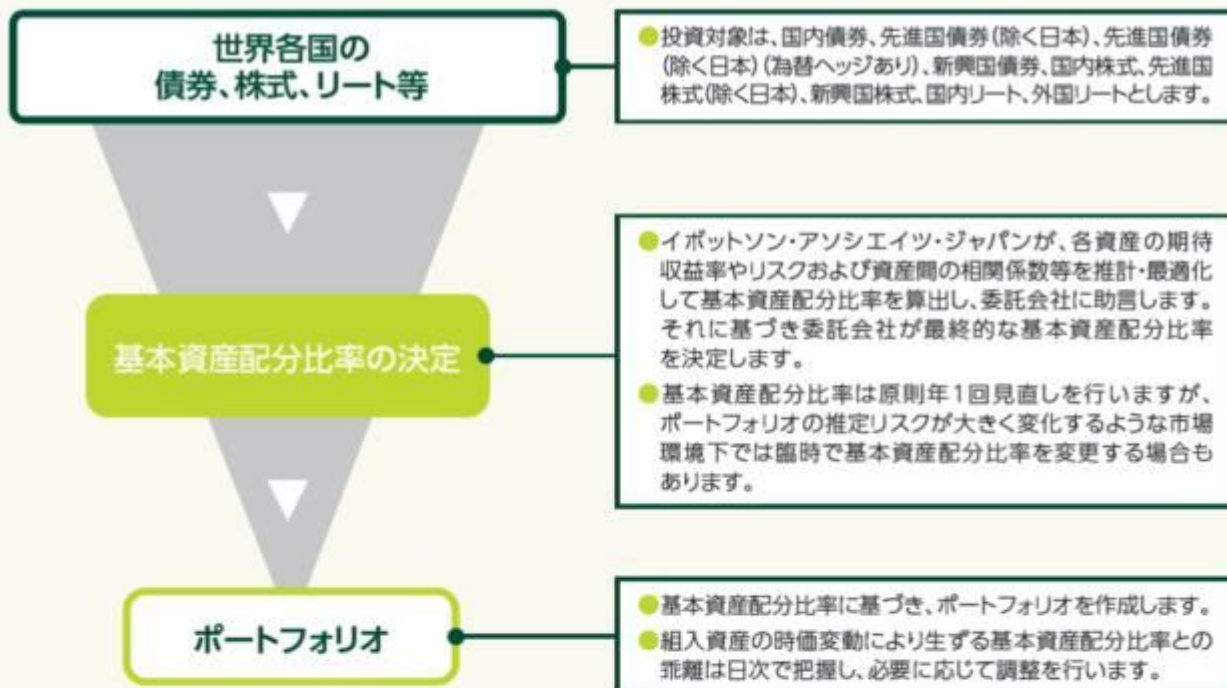 世界各国の
債券、株式、リート等
●投資対象は、国内債券、先進国債券(除く日本)、先進国債券
(除く日本)(為替ヘッジあり)、新興国債券、国内株式、先進国
株式(除く日本)、新興国株式、国内リート、外国リートとします。
基本資産配分比率の決定
●イボットソン・アソシエイツ・ジャパンが、各資産の期待
収益率やリスクおよび資産間の相関係数等を推計・最適化
して基本資産配分比率を算出し、委託会社に助言します。
それに基づき委託会社が最終的な基本資産配分比率
を決定します。
●基本資産配分比率は原則年1回見直しを行いますが、
ポートフォリオの推定リスクが大きく変化するような市場
環境下では臨時で基本資産配分比率を変更する場合も
あります。
ポートフォリオ
●基本資産配分比率に基づき、ポートフォリオを作成します。
●組入資産の時価変動により生ずる基本資産配分比率との
乖離は日次で把握し、必要に応じて調整を行います。